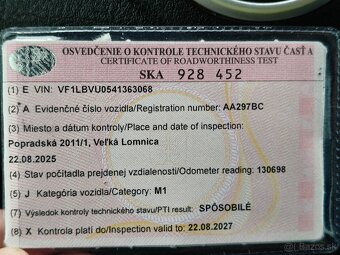 OSVEDČENIE O KONTROLE TECHNICKÉHO STAVU ČASŤ A
CERTIFICATE OF ROADWORTHINESS TEST
SKA 928 452
(1) E VIN: VF1LBVU0541363068
(2) A Evidenčné číslo vozidla/Registration number: AA297BC
(3) Miesto a dátum kontroly/Place and date of inspection:
Popradská 2011/1, Veľká Lomnica
22.08.2025
(4) Stav počítadla prejdenej vzdialenosti/Odometer reading: 130698
(5) J Kategória vozidla/Category: M1
(7) Výsledok kontroly technického stavu/PTI result: SPÔSOBILÉ
(8) X Kontrola platí do/Inspection valid to: 22.08.2027
bazos.sk